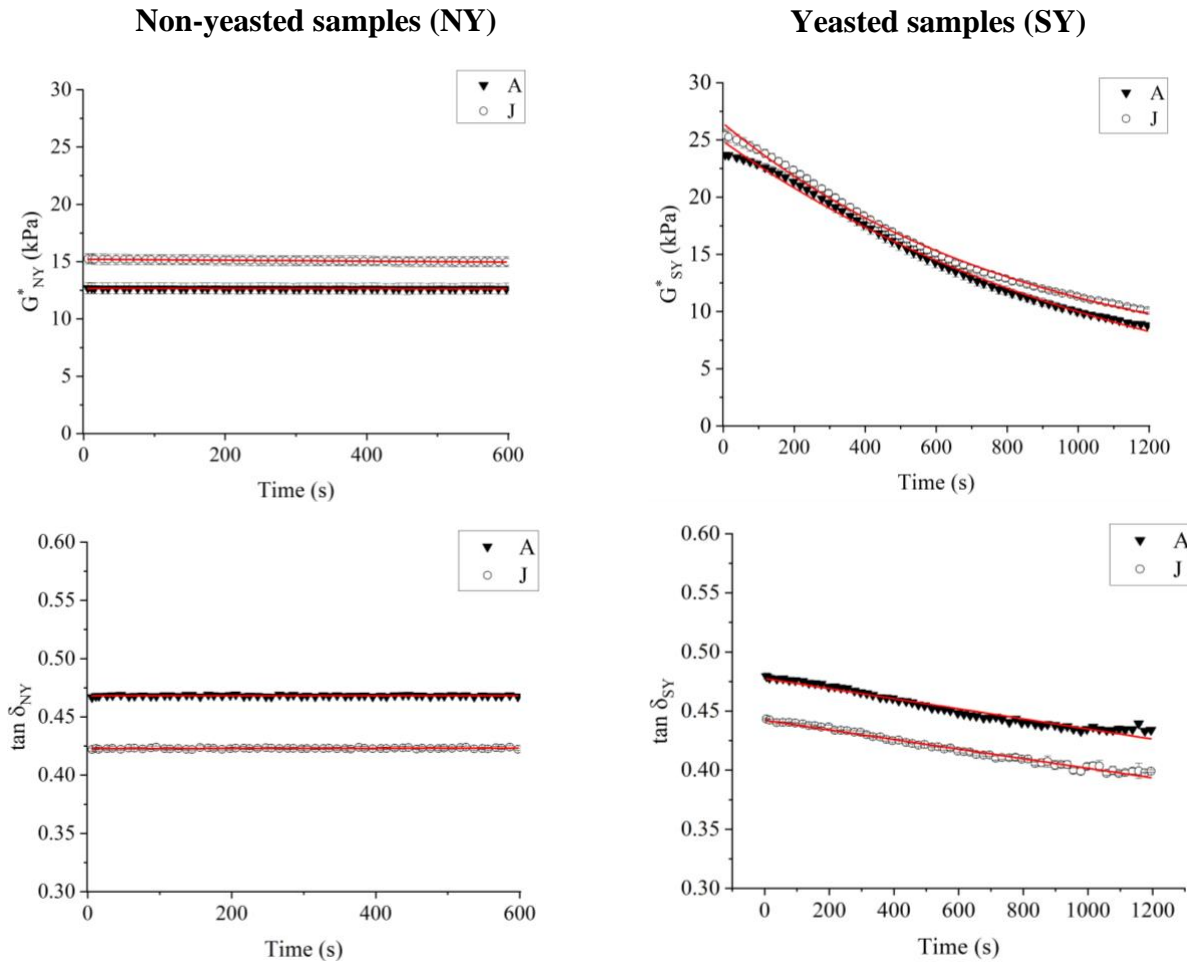 Non-yeasted samples (NY)
Yeasted samples (SY)
A
J
30
25
20
15
10
5
0
G*NY (kPa)
0 200 400 600
Time (s)
A
J
30
25
20
15
10
5
0
G*SY (kPa)
0 200 400 600 800 1000 1200
Time (s)
A
J
0.60
0.55
0.50
0.45
0.40
0.35
0.30
tan δNY
0 200 400 600
Time (s)
A
J
0.60
0.55
0.50
0.45
0.40
0.35
0.30
tan δSY
0 200 400 600 800 1000 1200
Time (s)